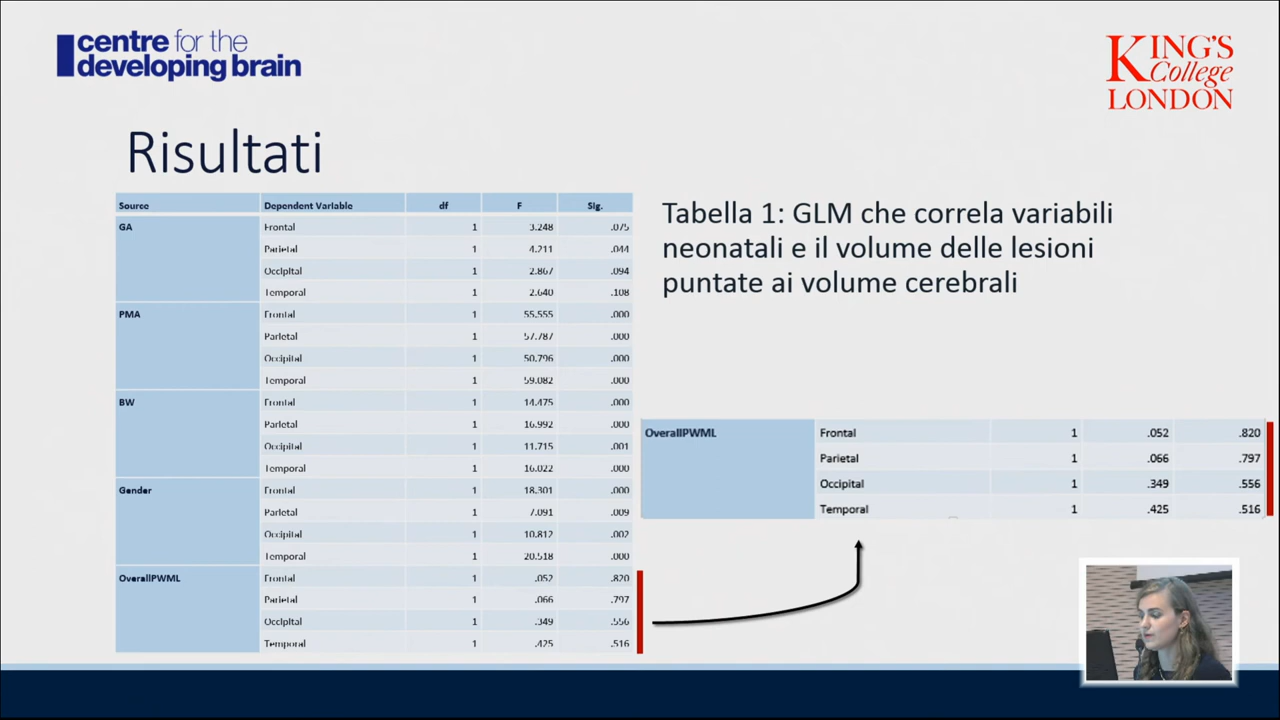 centre for the
developing brain
KING'S
College
LONDON
Risultati
Source Dependent Variable df F Sig.
GA Frontal 1 3.248 .075
Parietal 1 4.211 .044
Occipital 1 2.867 .094
Temporal 1 2.640 .108
PMA Frontal 1 55.555 .000
Parietal 1 57.787 .000
Occipital 1 50.796 .000
Temporal 1 59.082 .000
BW Frontal 1 14.475 .000
Parietal 1 16.992 .000
Occipital 1 11.715 .001
Temporal 1 16.022 .000
Gender Frontal 1 18.301 .000
Parietal 1 7.091 .009
Occipital 1 10.812 .002
Temporal 1 20.518 .000
OverallPWML Frontal 1 .052 .820
Parietal 1 .066 .797
Occipital 1 .349 .556
Temporal 1 .425 .516
Tabella 1: GLM che correla variabili
neonatali e il volume delle lesioni
puntate ai volume cerebrali
OverallPWML Frontal 1 .052 .820
Parietal 1 .066 .797
Occipital 1 .349 .556
Temporal 1 .425 .516